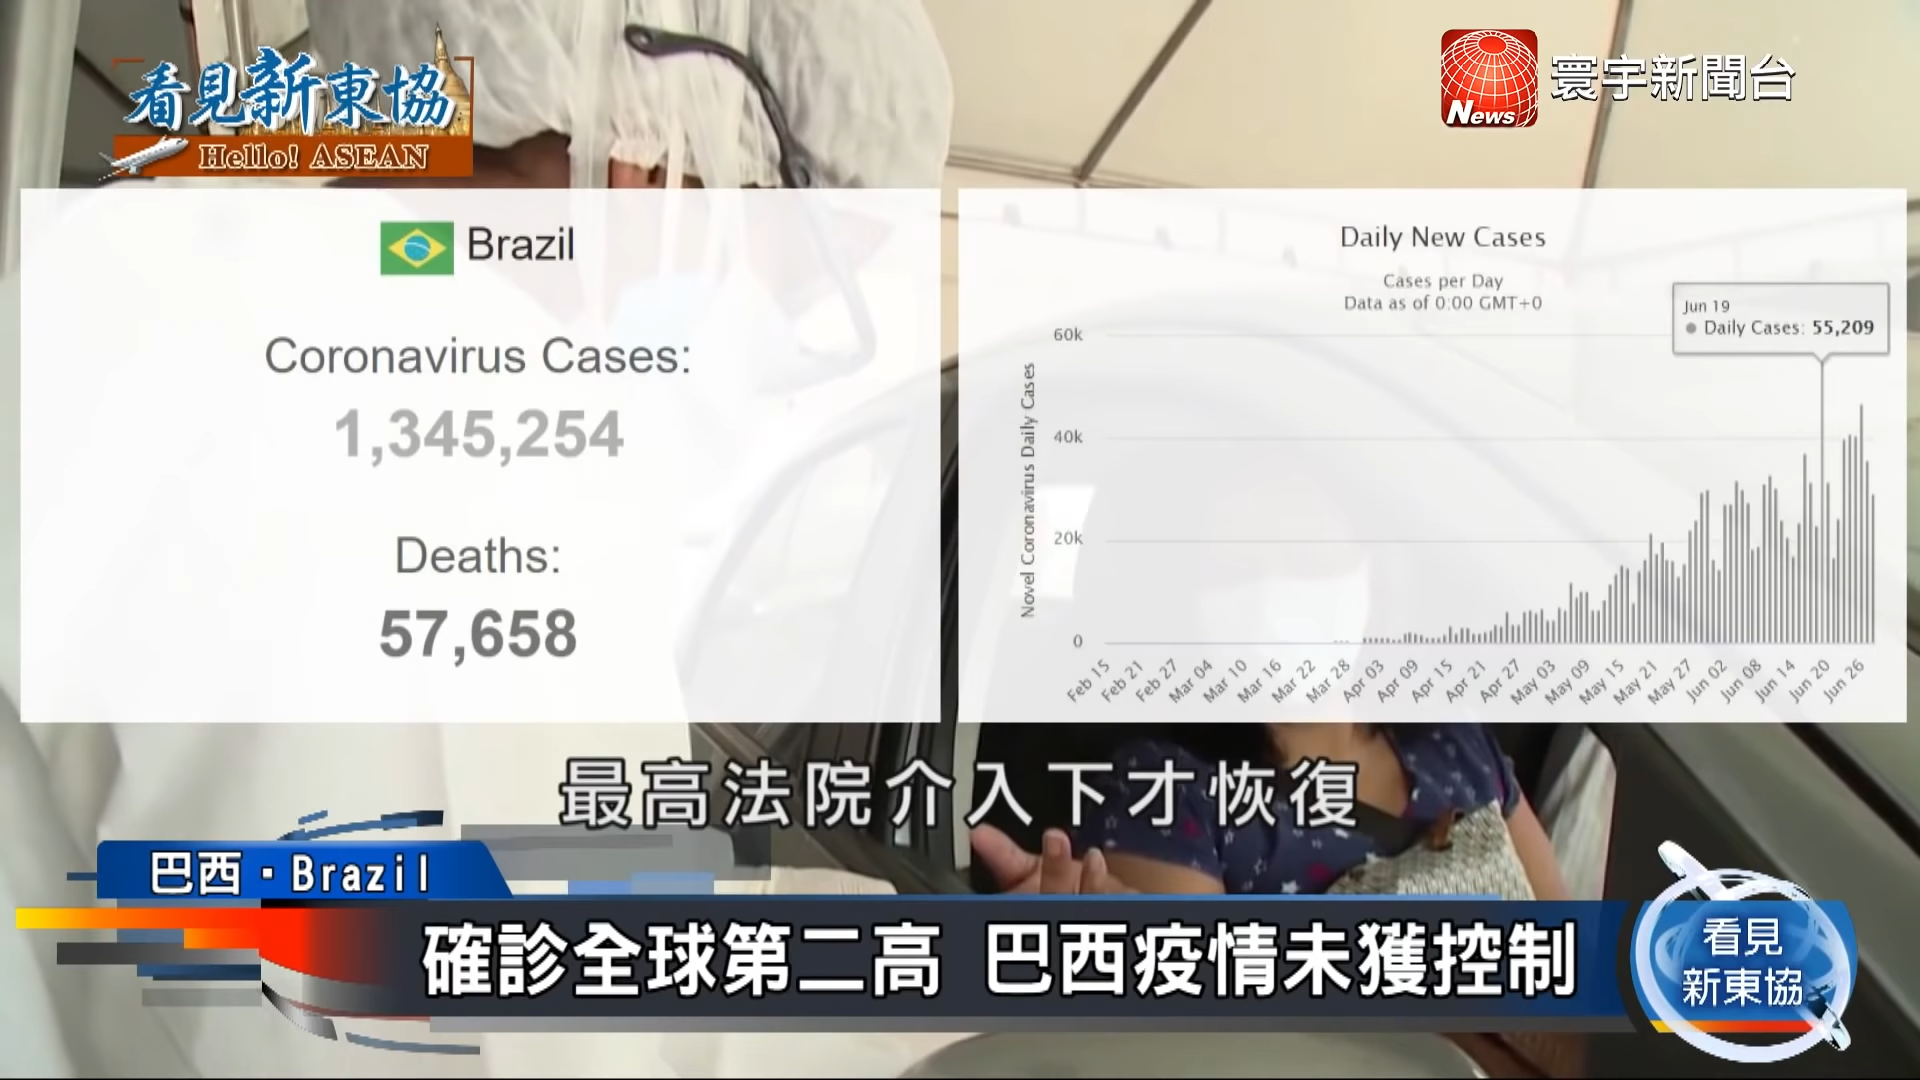 看見新東協
Hello! ASEAN
News
寰宇新聞台
Brazil
Coronavirus Cases:
1,345,254
Deaths:
57,658
Daily New Cases
Cases per Day
Data as of 0:00 GMT+0
Jun 19
Daily Cases: 55,209
Novel Coronavirus Daily Cases
60k
40k
20k
0
Feb 15
Feb 21
Feb 27
Mar 04
Mar 10
Mar 16
Mar 22
Mar 28
Apr 03
Apr 09
Apr 15
Apr 21
Apr 27
May 03
May 09
May 15
May 21
May 27
Jun 02
Jun 08
Jun 14
Jun 20
Jun 26
最高法院介入下才恢復
巴西·Brazil
確診全球第二高 巴西疫情未獲控制
看見
新東協